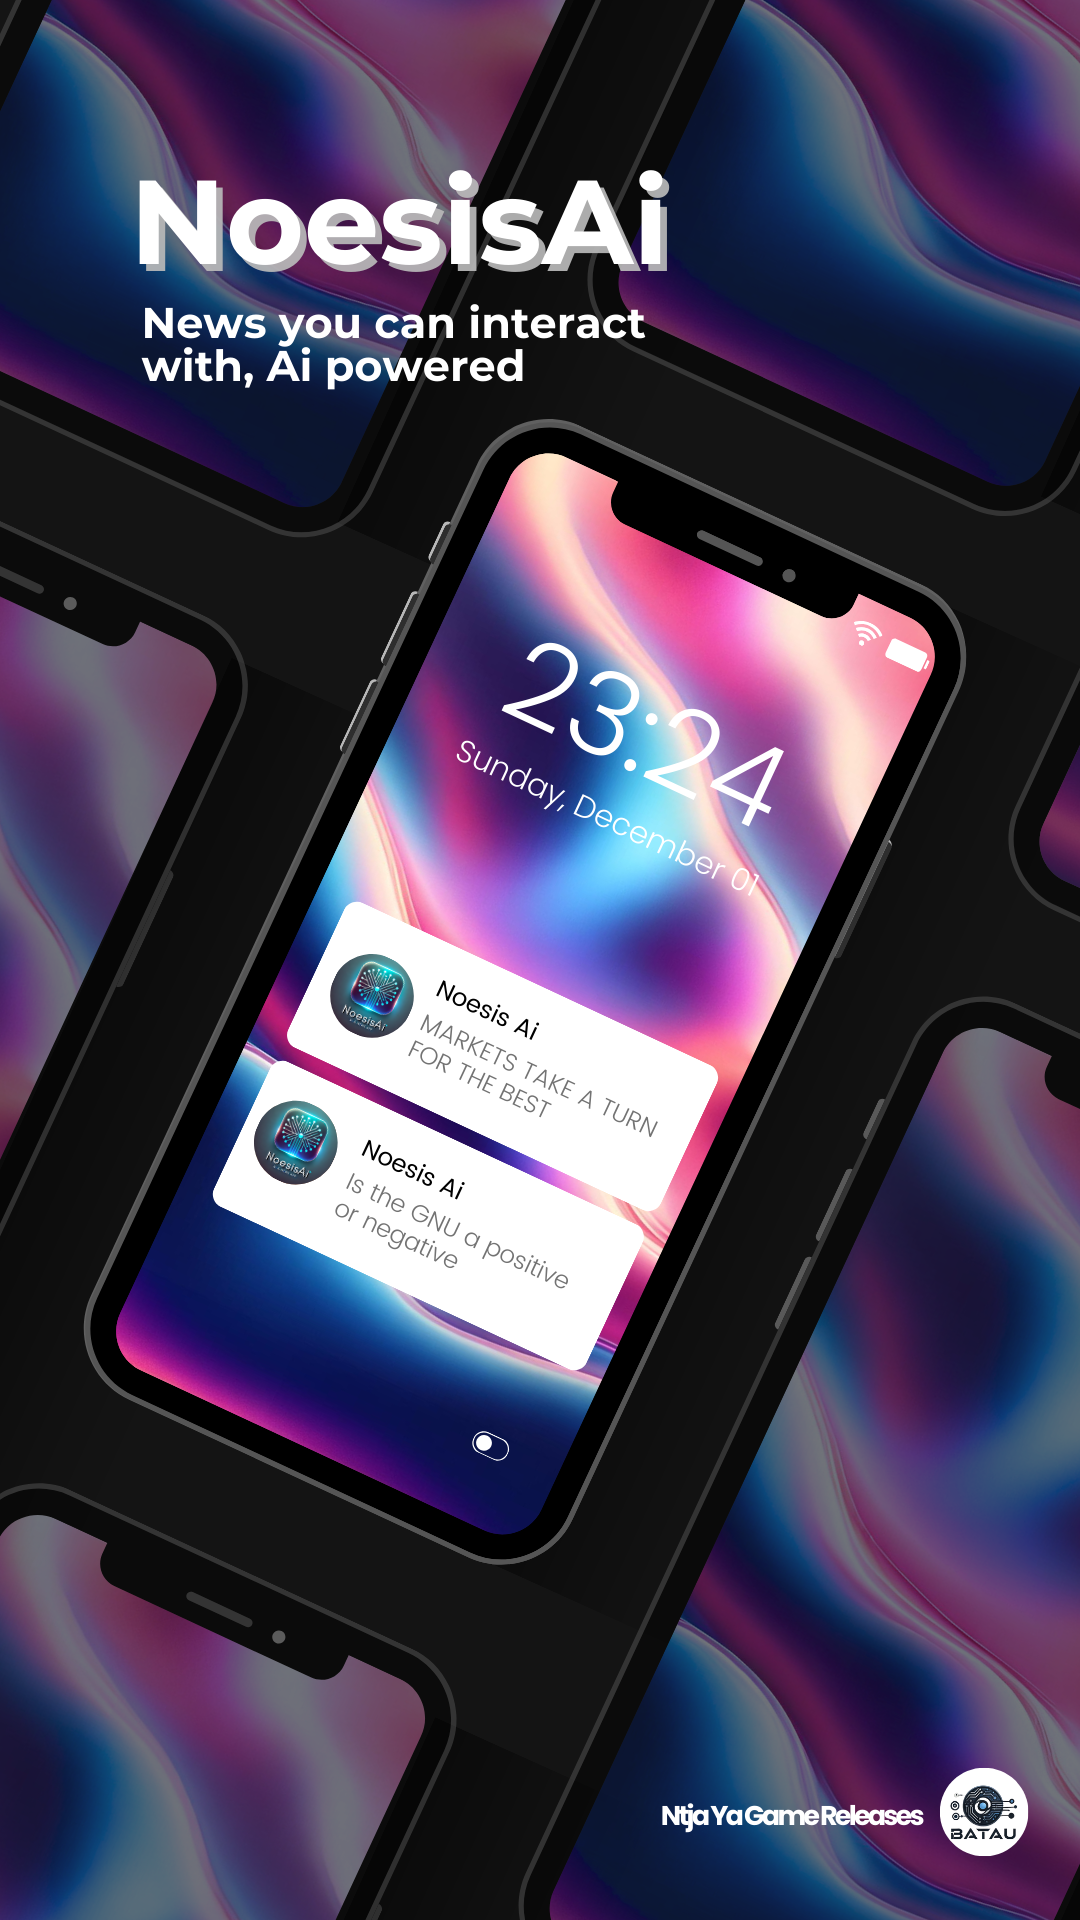 NoesisAi
News you can interact
with, Ai powered
23:24
Sunday, December 01
NoesisAi
Noesis Ai
MARKETS TAKE A TURN
FOR THE BEST
NoesisAi
Noesis Ai
Is the GNU a positive
or negative
Ntja Ya Game Releases
BATAU